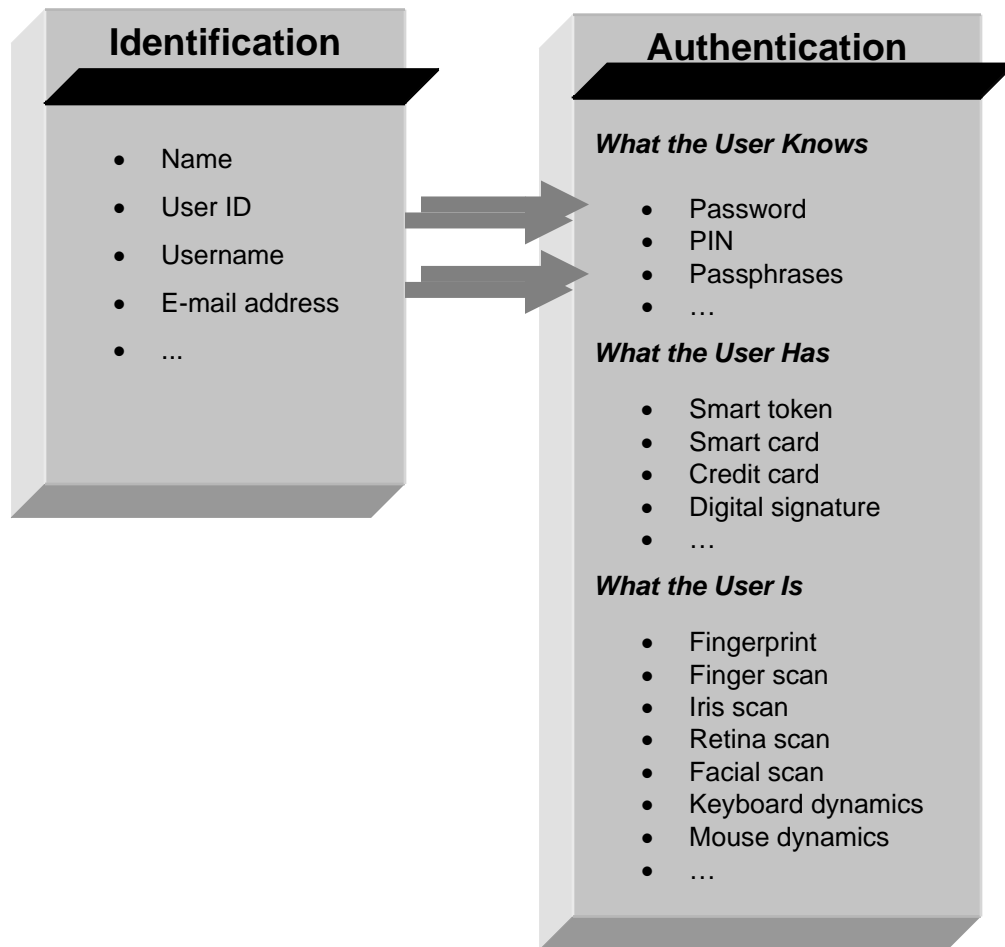 Identification
• Name
• User ID
• Username
• E-mail address
• ...
Authentication
What the User Knows
• Password
• PIN
• Passphrases
• …
What the User Has
• Smart token
• Smart card
• Credit card
• Digital signature
• …
What the User Is
• Fingerprint
• Finger scan
• Iris scan
• Retina scan
• Facial scan
• Keyboard dynamics
• Mouse dynamics
• …